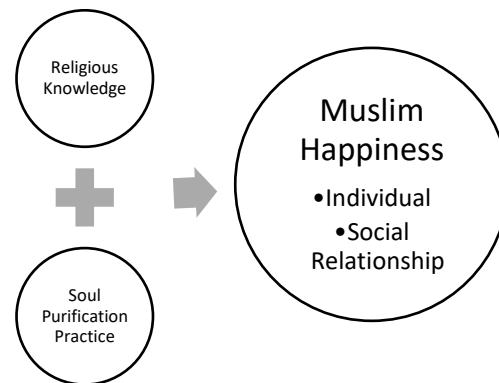 Religious
Knowledge
Soul
Purification
Practice
Muslim
Happiness
•Individual
•Social
Relationship